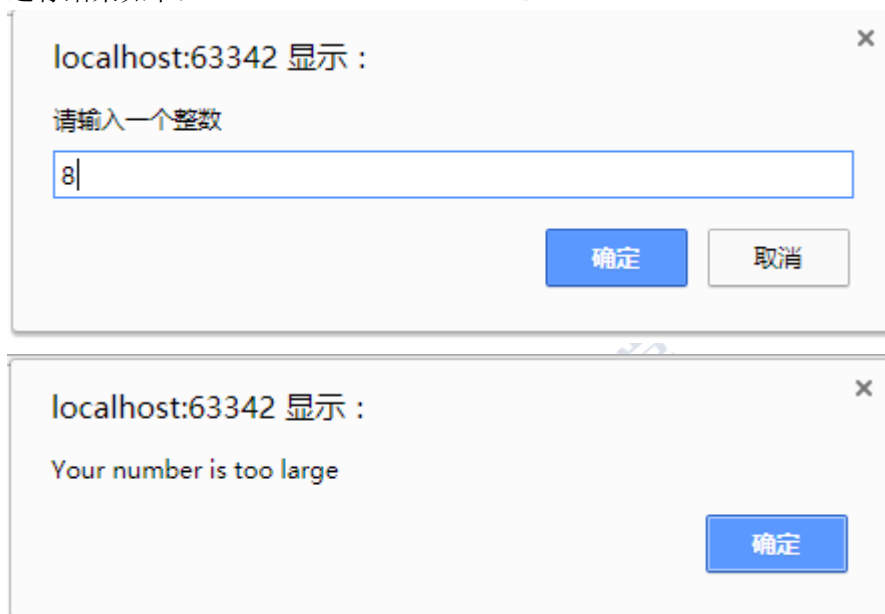 localhost:63342 显示：
请输入一个整数
8
确定 取消
localhost:63342 显示：
Your number is too large
确定